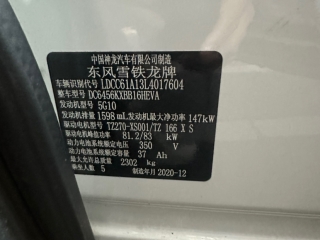 中国神龙汽车有限公司制造
东风雪铁龙牌
车辆识别代号 LDCC61A13L4017604
整车型号 DC6456KXBB16HEVA
发动机型号 5G10
发动机排量 1598 mL 发动机最大净功率 147kW
驱动电机型号 TZ270-XS001/TZ 166 X S
驱动电机峰值功率 81.2/83 kW
动力电池系统额定电压 350 V
动力电池系统额定容量 37 Ah
最大允许总质量 2302 kg
乘坐人数 5 制造年月 2020-12